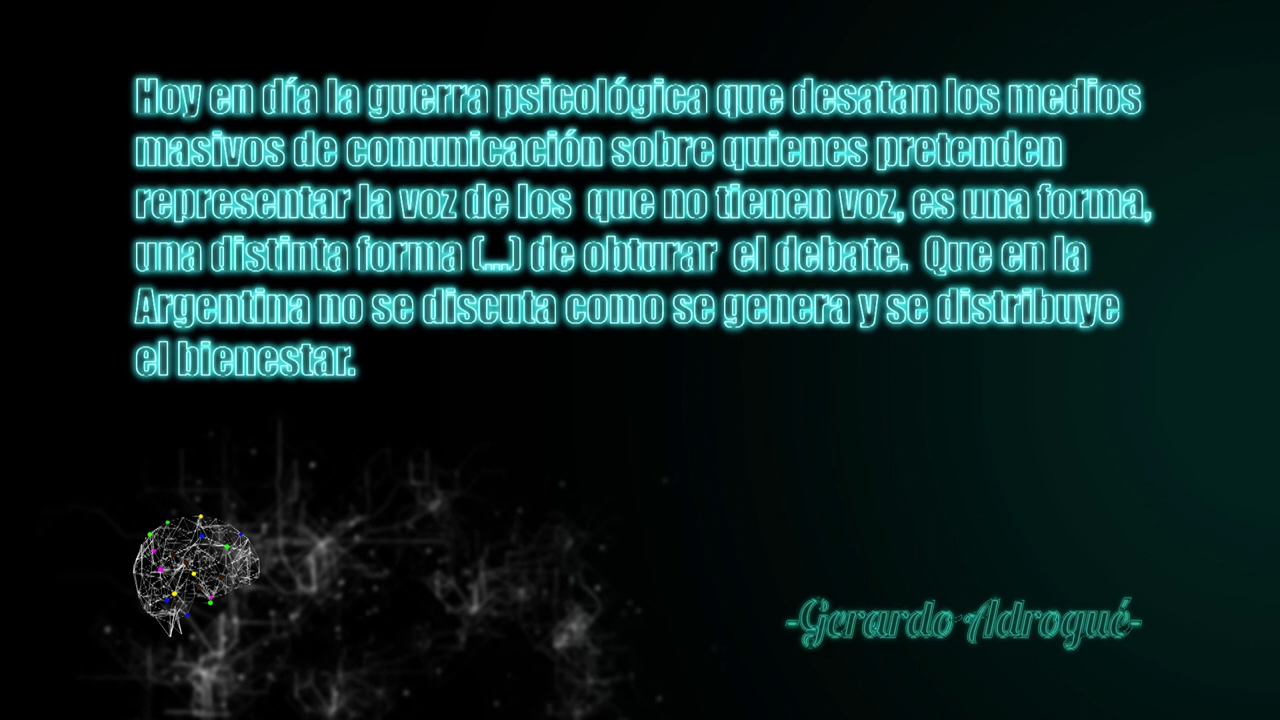 Hoy en día la guerra psicológica que desatan los medios
masivos de comunicación sobre quienes pretenden
representar la voz de los que no tienen voz, es una forma,
una distinta forma (...) de obturar el debate. Que en la
Argentina no se discuta como se genera y se distribuye
el bienestar.
-Gerardo Adrogué-